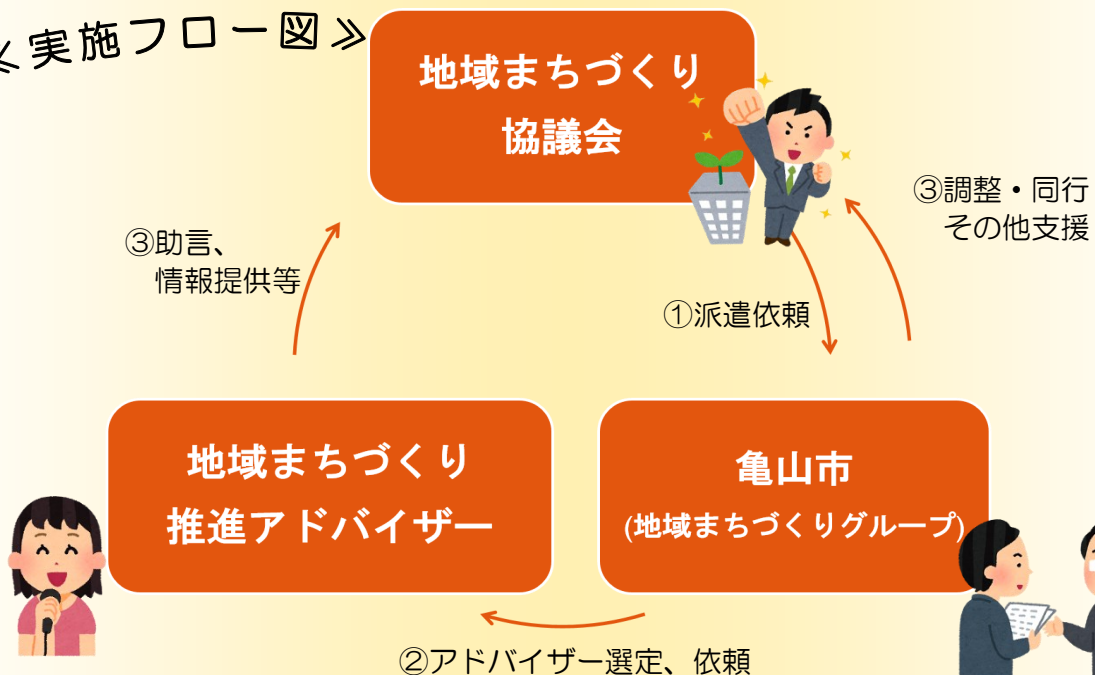 ≪実施フロー図≫
地域まちづくり
協議会
③調整・同行
その他支援
③助言、
情報提供等
①派遣依頼
地域まちづくり
推進アドバイザー
亀山市
(地域まちづくりグループ)
②アドバイザー選定、依頼